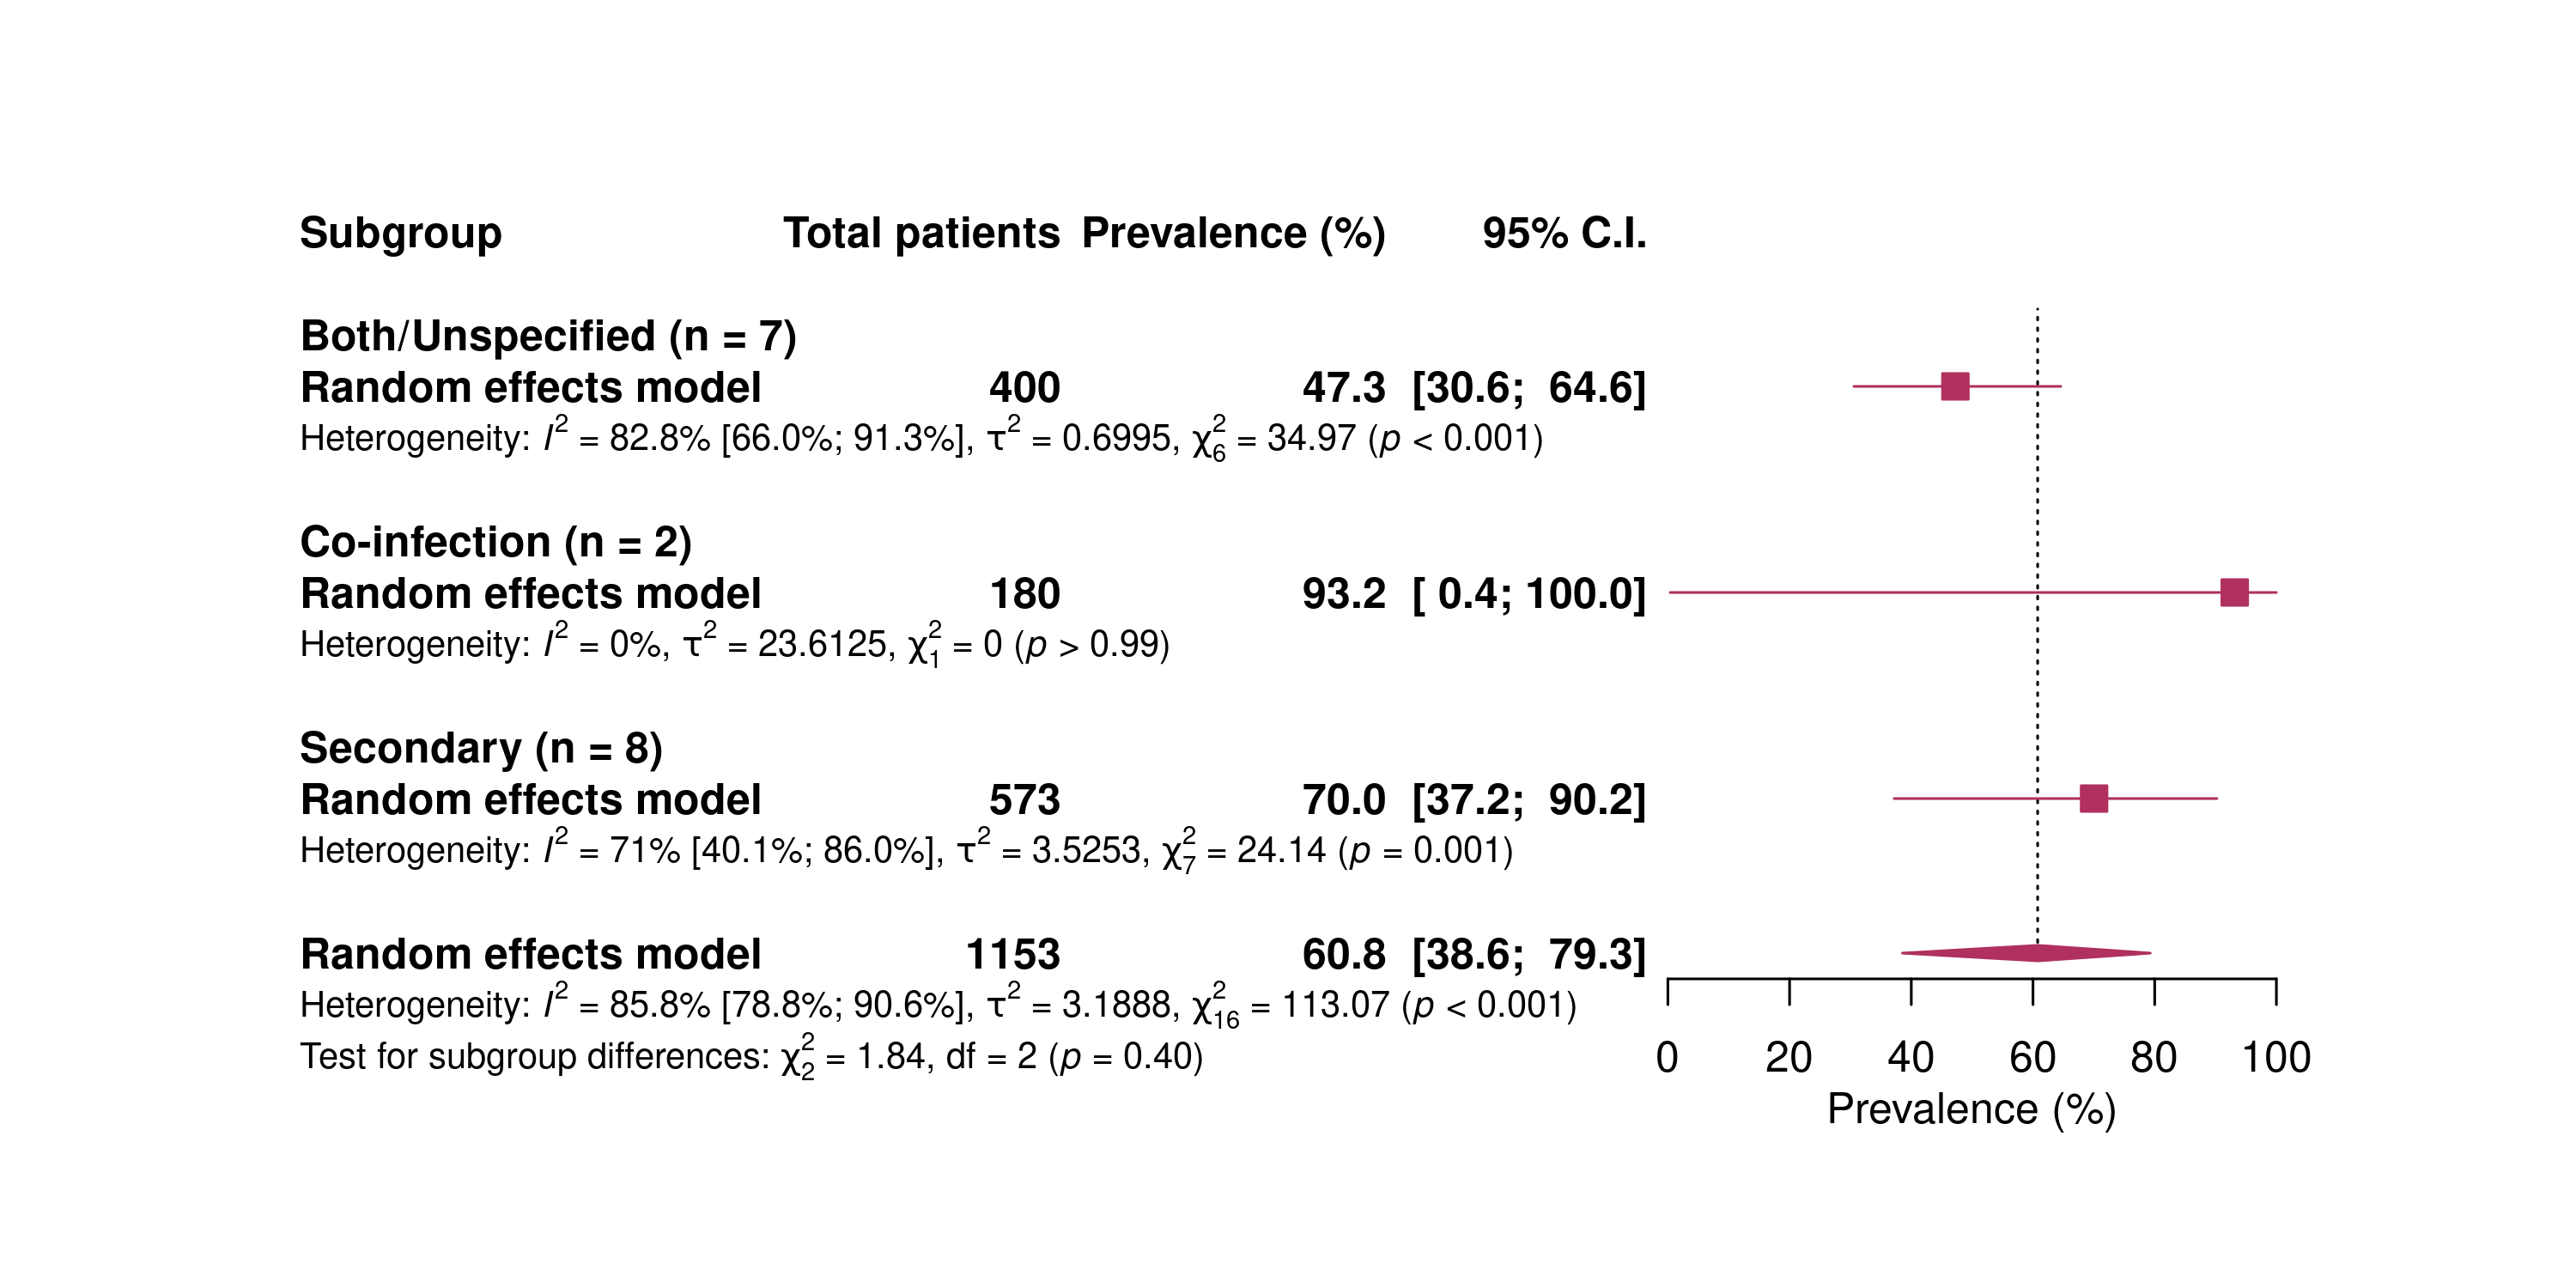 Subgroup Total patients Prevalence (%) 95% C.I.
Both/Unspecified (n = 7)
Random effects model 400 47.3 [30.6; 64.6]
Heterogeneity: I² = 82.8% [66.0%; 91.3%], τ² = 0.6995, χ²₆ = 34.97 (p < 0.001)
Co-infection (n = 2)
Random effects model 180 93.2 [ 0.4; 100.0]
Heterogeneity: I² = 0%, τ² = 23.6125, χ²₁ = 0 (p > 0.99)
Secondary (n = 8)
Random effects model 573 70.0 [37.2; 90.2]
Heterogeneity: I² = 71% [40.1%; 86.0%], τ² = 3.5253, χ²₇ = 24.14 (p = 0.001)
Random effects model 1153 60.8 [38.6; 79.3]
Heterogeneity: I² = 85.8% [78.8%; 90.6%], τ² = 3.1888, χ²₁₆ = 113.07 (p < 0.001)
Test for subgroup differences: χ²₂ = 1.84, df = 2 (p = 0.40)
0 20 40 60 80 100
Prevalence (%)